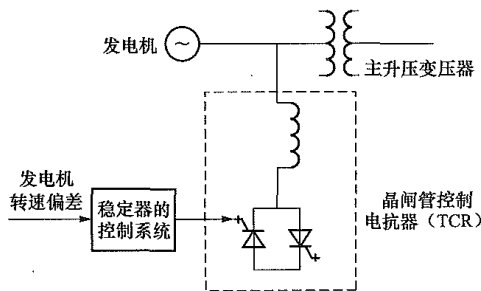 发电机
~
主升压变压器
发电机
转速偏差
稳定器的
控制系统
晶闸管控制
电抗器（TCR）